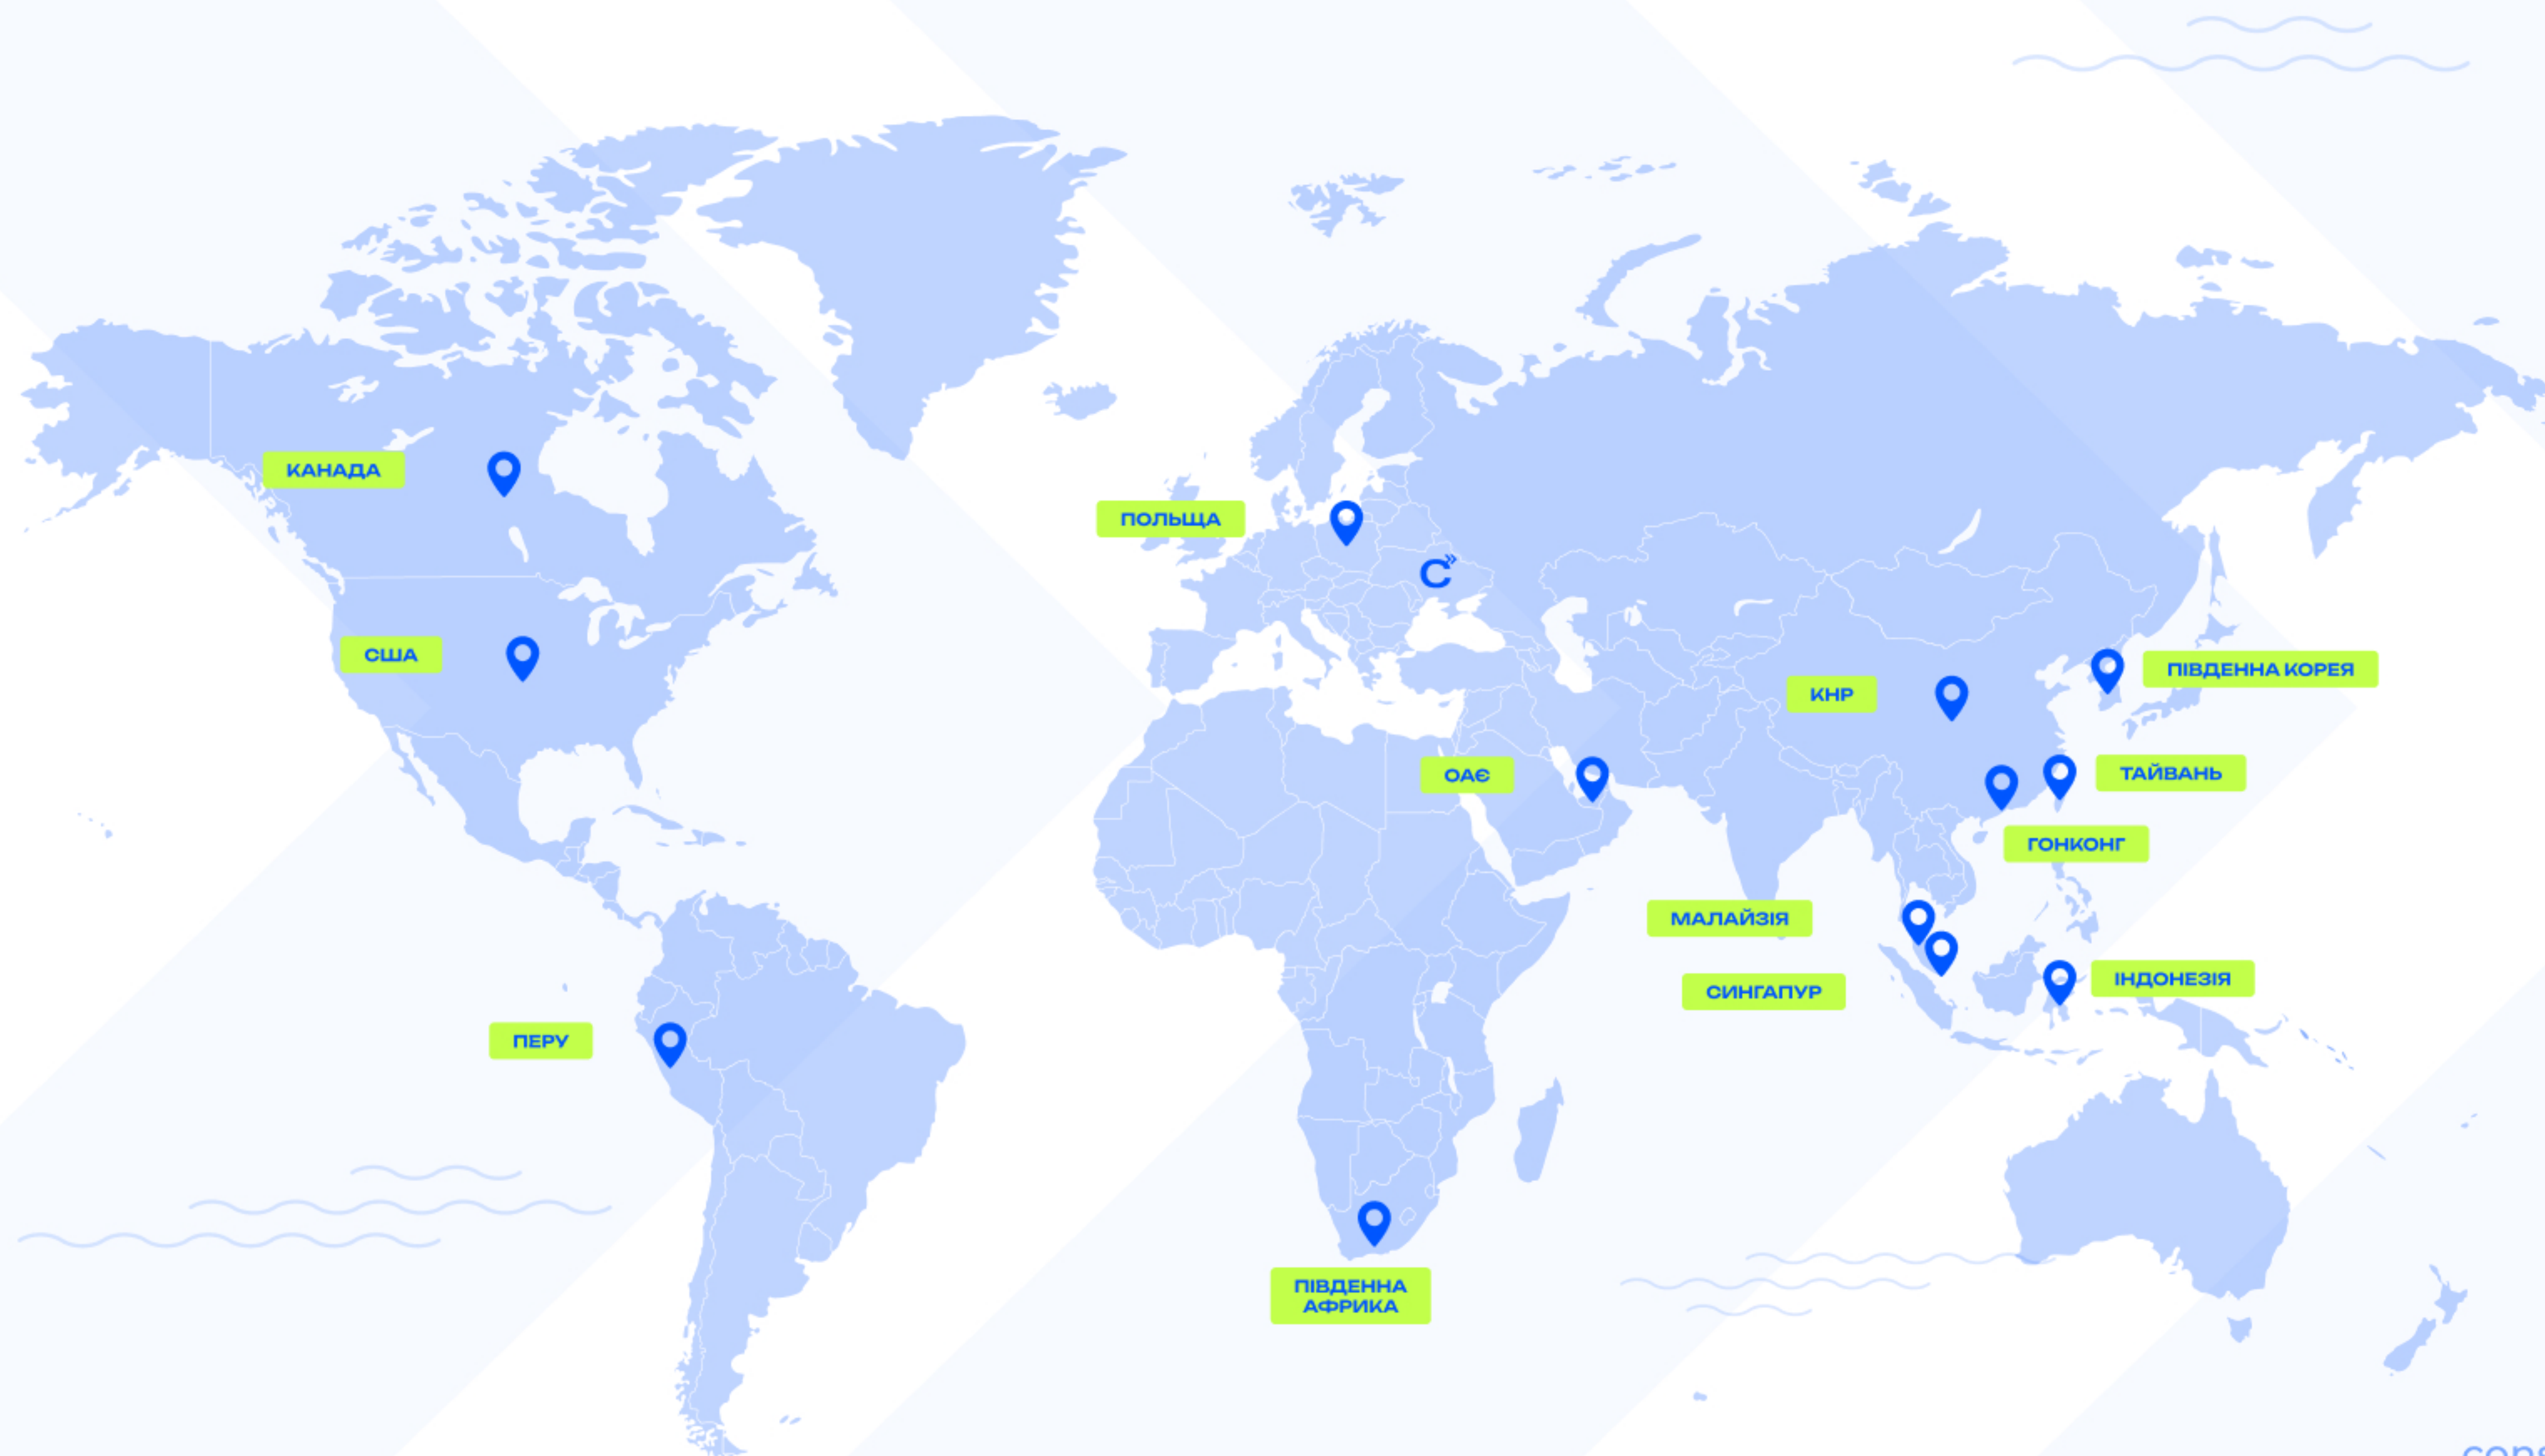 КАНАДА
ПОЛЬЩА
C»
США
ПІВДЕННА КОРЕЯ
КНР
ОАЄ
ТАЙВАНЬ
ГОНКОНГ
МАЛАЙЗІЯ
ІНДОНЕЗІЯ
СИНГАПУР
ПЕРУ
ПІВДЕННА
АФРИКА